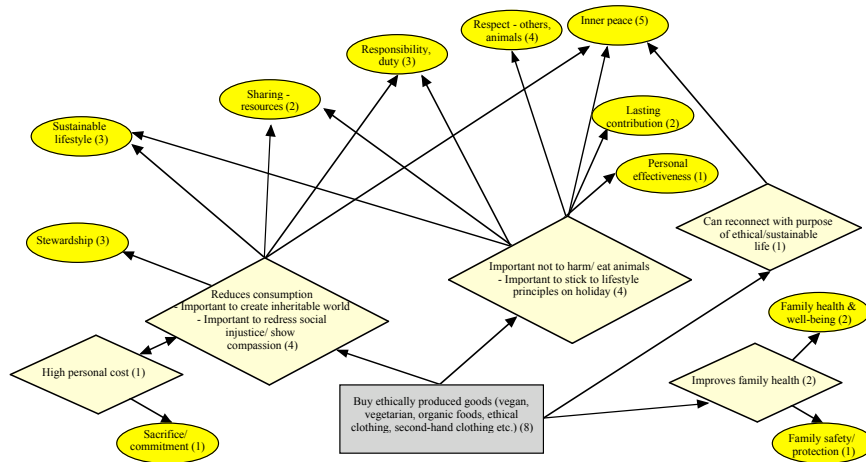 Respect - others,
animals
(4)
Inner peace (5)
Responsibility,
duty (3)
Sharing -
resources (2)
Sustainable
lifestyle (3)
Lasting
contribution (2)
Personal
effectiveness (1)
Can reconnect with purpose
of ethical/sustainable
life (1)
Stewardship (3)
Important not to harm/ eat animals
- Important to stick to lifestyle
principles on holiday (4)
Reduces consumption
- Important to create inheritable world
- Important to redress social
injustice/ show
compassion (4)
Family health &
well-being (2)
High personal cost (1)
Improves family health (2)
Buy ethically produced goods (vegan,
vegetarian, organic foods, ethical
clothing, second-hand clothing etc.) (8)
Sacrifice/
commitment (1)
Family safety/
protection (1)